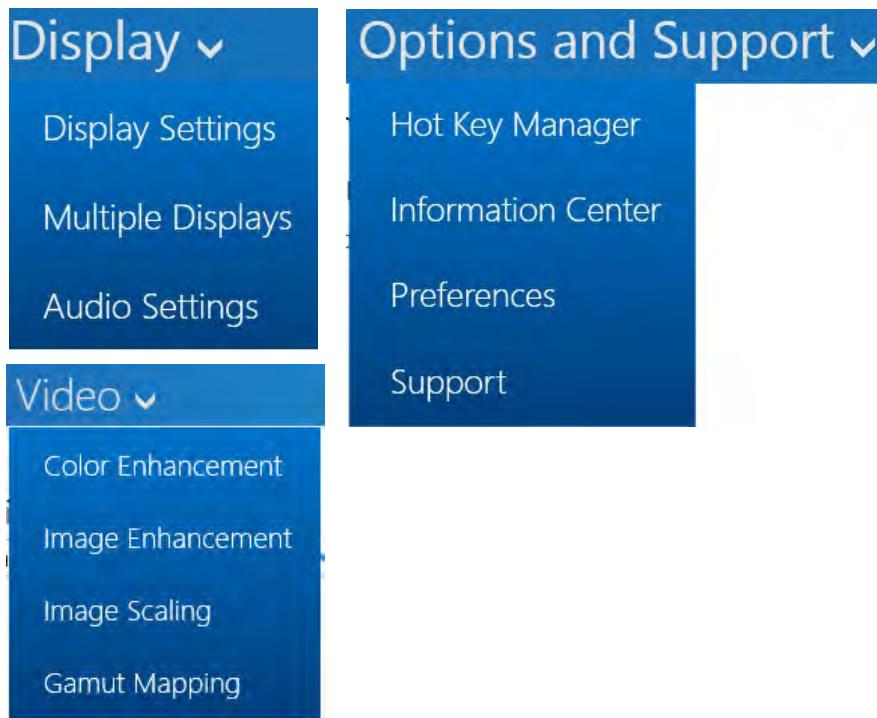 Display
Display Settings
Multiple Displays
Audio Settings
Options and Support
Hot Key Manager
Information Center
Preferences
Support
Video
Color Enhancement
Image Enhancement
Image Scaling
Gamut Mapping